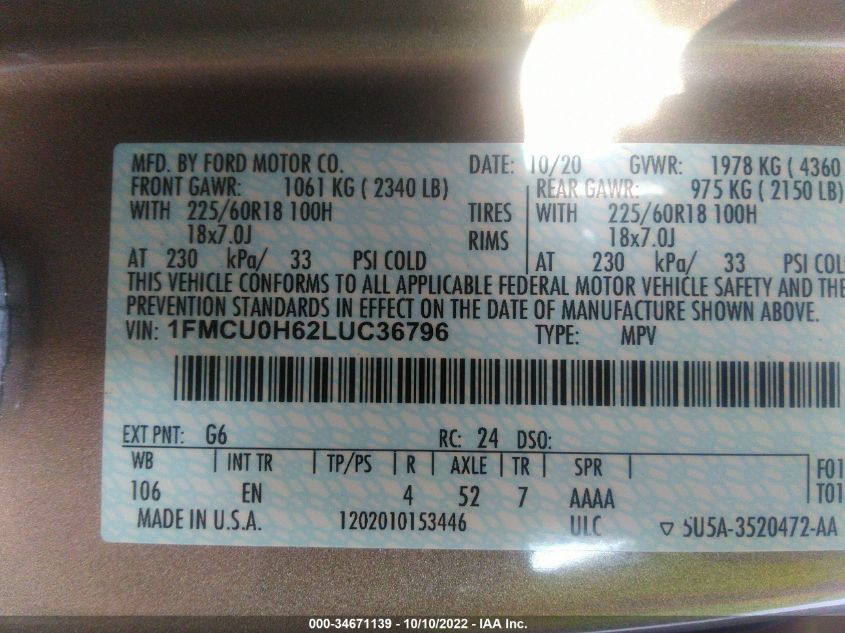 MFD. BY FORD MOTOR CO. DATE: 10/20 GVWR: 1978 KG ( 4360
FRONT GAWR: 1061 KG ( 2340 LB) REAR GAWR: 975 KG ( 2150 LB)
WITH 225/60R18 100H TIRES WITH 225/60R18 100H
18x7.0J RIMS 18x7.0J
AT 230 kPa/ 33 PSI COLD AT 230 kPa/ 33 PSI COL
THIS VEHICLE CONFORMS TO ALL APPLICABLE FEDERAL MOTOR VEHICLE SAFETY AND THE
PREVENTION STANDARDS IN EFFECT ON THE DATE OF MANUFACTURE SHOWN ABOVE.
VIN: 1FMCU0H62LUC36796 TYPE: MPV
EXT PNT: G6 RC: 24 DSO:
WB INT TR TP/PS R AXLE TR SPR F01
106 EN 4 52 7 AAAA T01
MADE IN U.S.A. 1202010153446 ULC ▽ 5U5A-3520472-AA
000-34671139 - 10/10/2022 - IAA Inc.